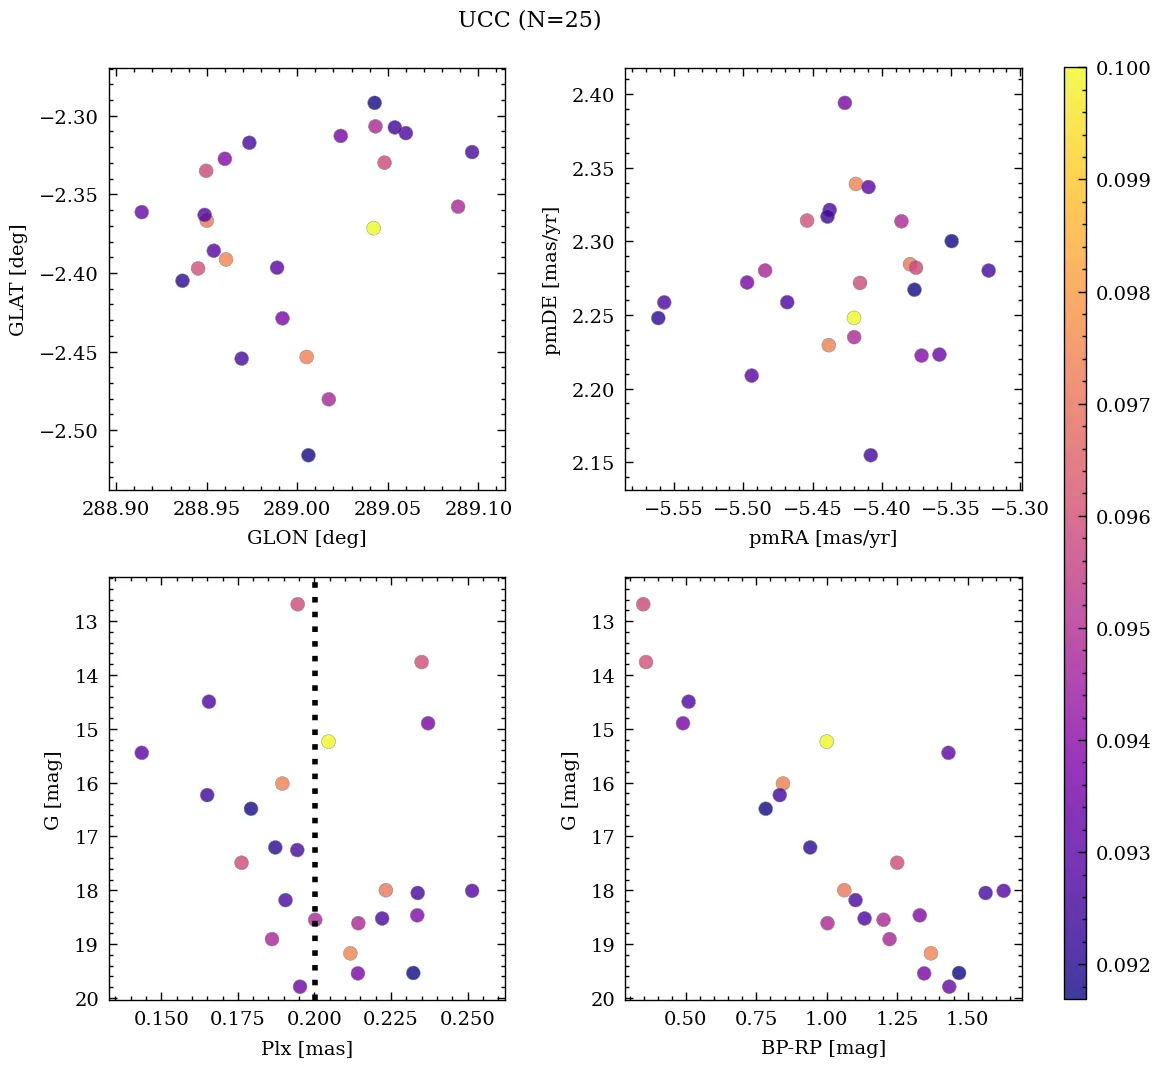 UCC (N=25)
−2.30
−2.35
−2.40
−2.45
−2.50
GLAT [deg]
288.90 288.95 289.00 289.05 289.10
GLON [deg]
2.40
2.35
2.30
2.25
2.20
2.15
pmDE [mas/yr]
−5.55 −5.50 −5.45 −5.40 −5.35 −5.30
pmRA [mas/yr]
13
14
15
16
17
18
19
20
G [mag]
0.150 0.175 0.200 0.225 0.250
Plx [mas]
13
14
15
16
17
18
19
20
G [mag]
0.50 0.75 1.00 1.25 1.50
BP-RP [mag]
0.100
0.099
0.098
0.097
0.096
0.095
0.094
0.093
0.092